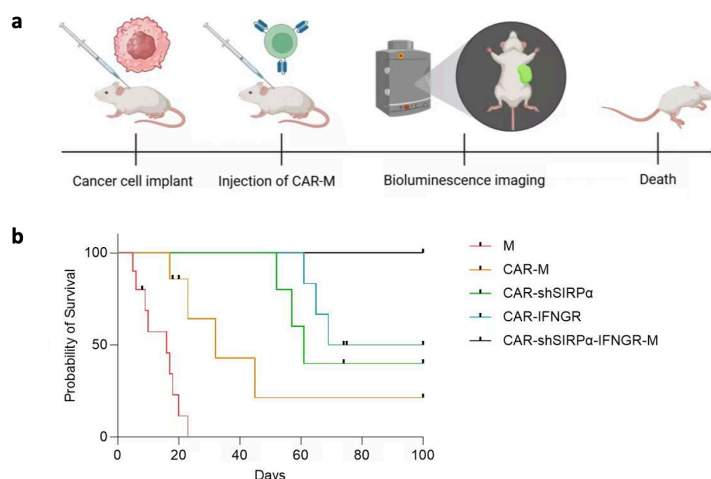 a
Cancer cell implant
Injection of CAR-M
Bioluminescence imaging
Death
b
Probability of Survival
100
50
0
0
20
40
60
80
100
Days
M
CAR-M
CAR-shSIRPα
CAR-IFNGR
CAR-shSIRPα-IFNGR-M